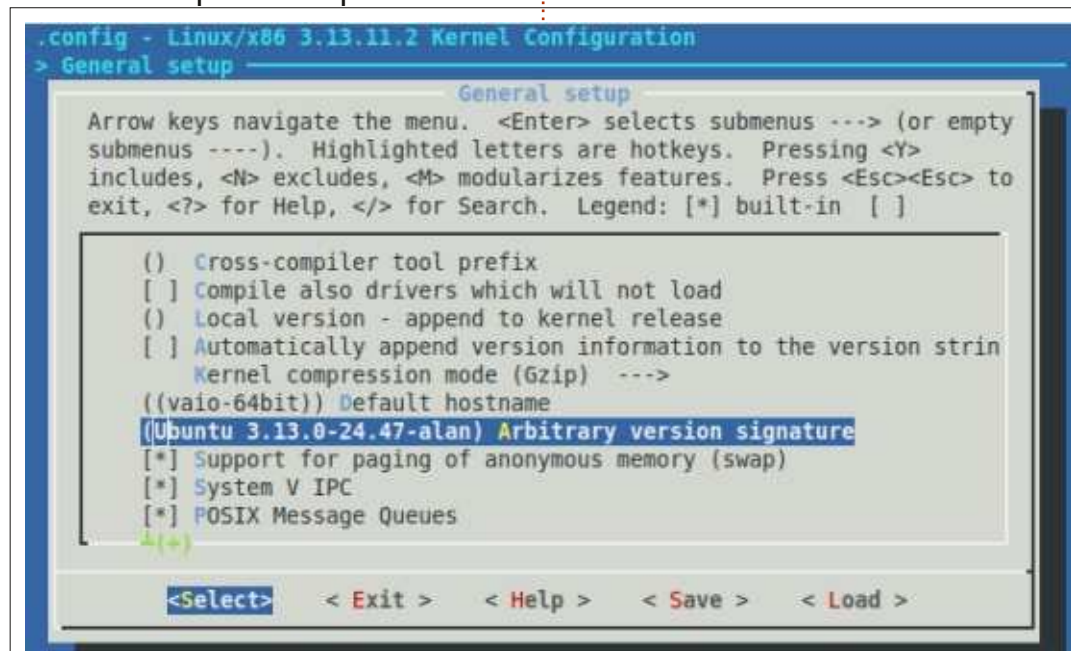 .config - Linux/x86 3.13.11.2 Kernel Configuration
> General setup
General setup
Arrow keys navigate the menu. <Enter> selects submenus ---> (or empty
submenus ----). Highlighted letters are hotkeys. Pressing <Y>
includes, <N> excludes, <M> modularizes features. Press <Esc><Esc> to
exit, <?> for Help, </> for Search. Legend: [*] built-in [ ]
() Cross-compiler tool prefix
[ ] Compile also drivers which will not load
() Local version - append to kernel release
[ ] Automatically append version information to the version strin
Kernel compression mode (Gzip) --->
((vaio-64bit)) Default hostname
(Ubuntu 3.13.0-24.47-alan) Arbitrary version signature
[*] Support for paging of anonymous memory (swap)
[*] System V IPC
[*] POSIX Message Queues
┴(+)
<Select> < Exit > < Help > < Save > < Load >